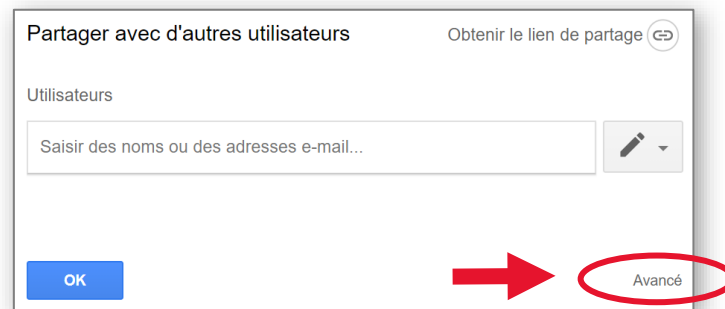 Partager avec d'autres utilisateurs Obtenir le lien de partage
Utilisateurs
Saisir des noms ou des adresses e-mail...
OK Avancé